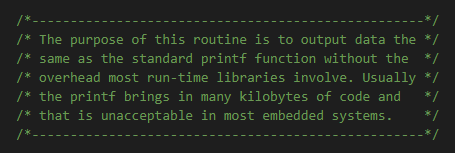 /*---------------------------------------------------*/
/* The purpose of this routine is to output data the */
/* same as the standard printf function without the  */
/* overhead most run-time libraries involve. Usually */
/* the printf brings in many kilobytes of code and   */
/* that is unacceptable in most embedded systems.    */
/*---------------------------------------------------*/